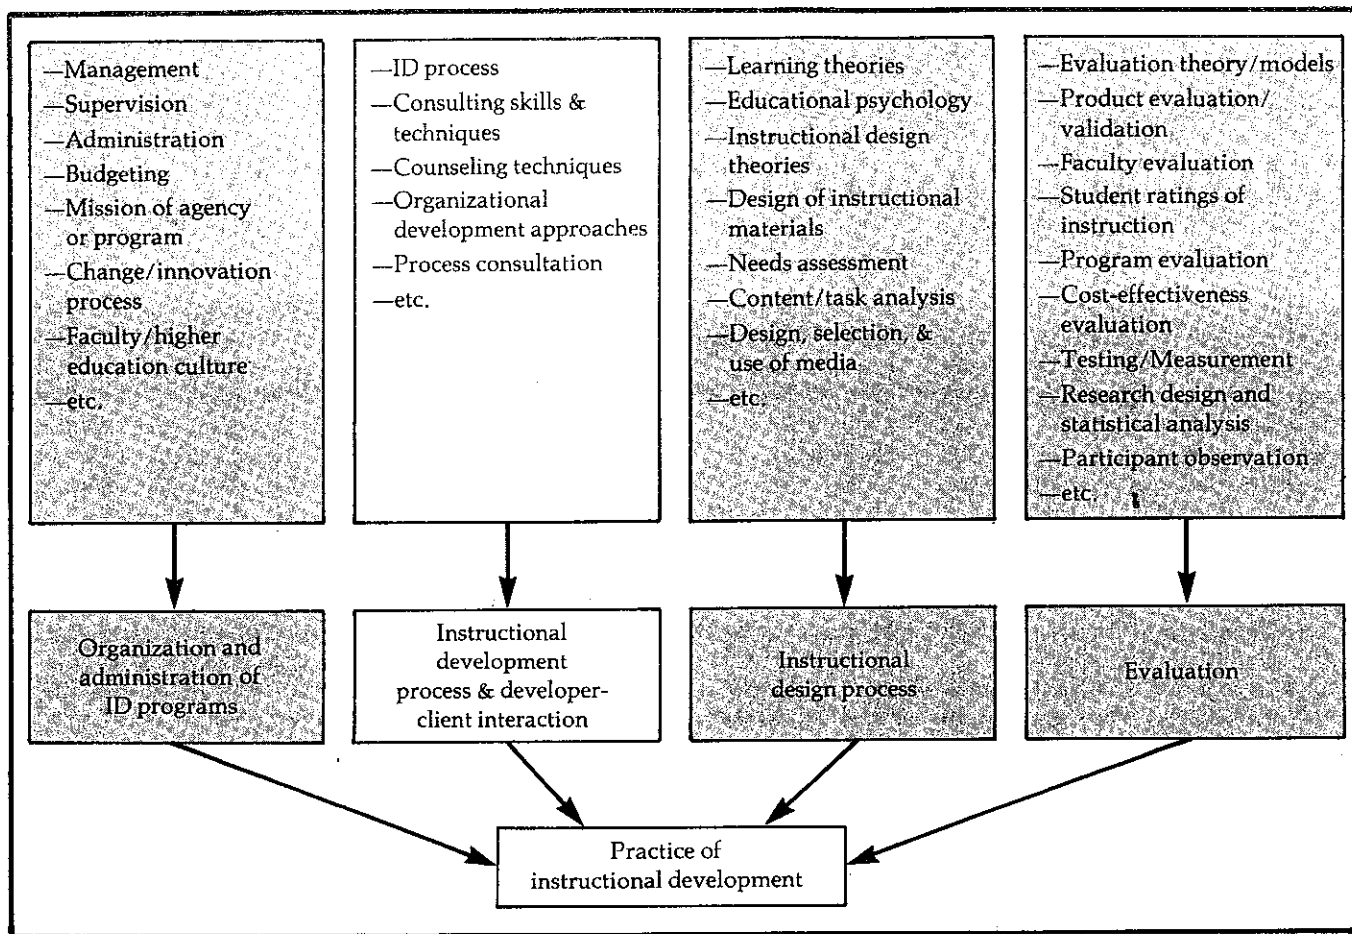 —Management
—Supervision
—Administration
—Budgeting
—Mission of agency
or program
—Change/innovation
process
—Faculty/higher
education culture
—etc.
—ID process
—Consulting skills &
techniques
—Counseling techniques
—Organizational
development approaches
—Process consultation
—etc.
—Learning theories
—Educational psychology
—Instructional design
theories
—Design of instructional
materials
—Needs assessment
—Content/task analysis
—Design, selection, &
use of media
—etc.
—Evaluation theory/models
—Product evaluation/
validation
—Faculty evaluation
—Student ratings of
instruction
—Program evaluation
—Cost-effectiveness
evaluation
—Testing/Measurement
—Research design and
statistical analysis
—Participant observation
—etc.
Organization and
administration of
ID programs
Instructional
development
process & developer-
client interaction
Instructional
design process
Evaluation
Practice of
instructional development